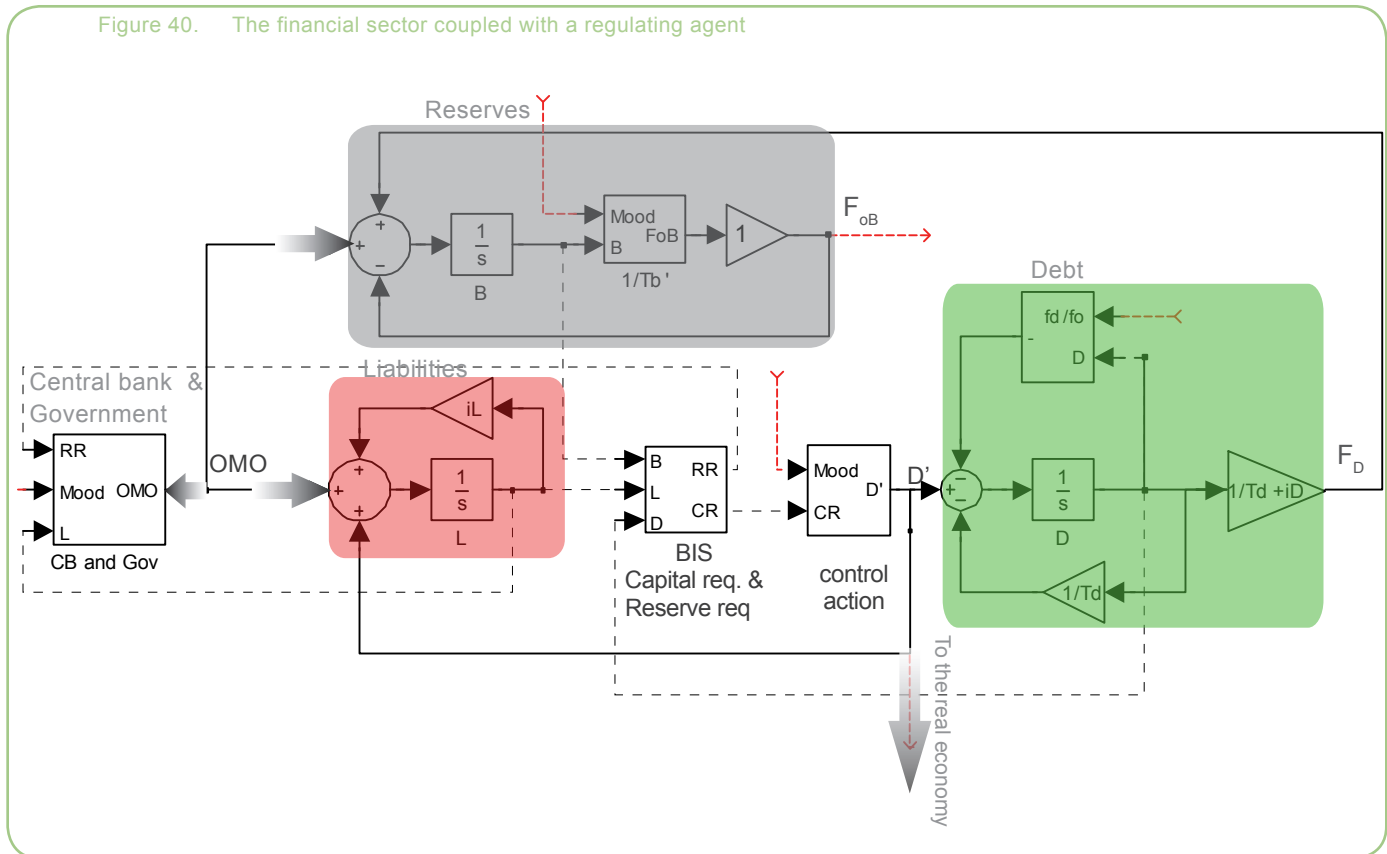 Figure 40. The financial sector coupled with a regulating agent
Reserves
+
+
−
1
s
B
Mood
FoB
B
1/Tb '
1
FoB
Debt
fd /fo
-
D
Central bank &
Government
RR
Mood OMO
L
CB and Gov
OMO
Liabilities
iL
+
+
+
1
s
L
B
RR
L
CR
D
BIS
Capital req. &
Reserve req
Mood
D'
CR
control
action
D’
−
+
−
1
s
D
1/Td
1/Td +iD
FD
To the real economy